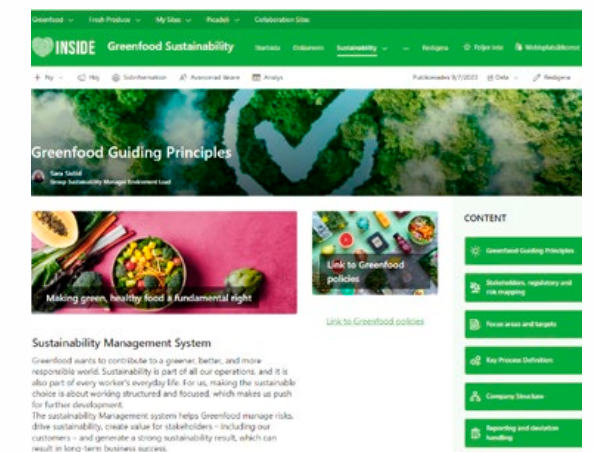 Greenfood Fresh Produce My Sites Picadeli Collaboration Sites
INSIDE Greenfood Sustainability Startsida Dokument Sustainability Redigera Följer inte Webbplatsåtkomst
+ Ny Hoj Sidinformation Avancerad läsare Analys Publicerades 9/7/2023 Dela Redigera
Greenfood Guiding Principles
Sara
Group Sustainability Manager Environment Lead
Making green, healthy food a fundamental right
Link to Greenfood
policies
Link to Greenfood policies
Sustainability Management System
Greenfood wants to contribute to a greener, better, and more
responsible world. Sustainability is part of all our operations, and it is
also part of every worker's everyday life. For us, making the sustainable
choice is about working structured and focused, which makes us push
for further development.
The sustainability Management system helps Greenfood manage risks,
drive sustainability, create value for stakeholders – including our
customers – and generate a strong sustainability result, which can
result in long-term business success.
CONTENT
Greenfood Guiding Principles
Stakeholders, regulatory and
risk mapping
Focus areas and targets
Key Process Definition
Company Structure
Reporting and deviation
handling